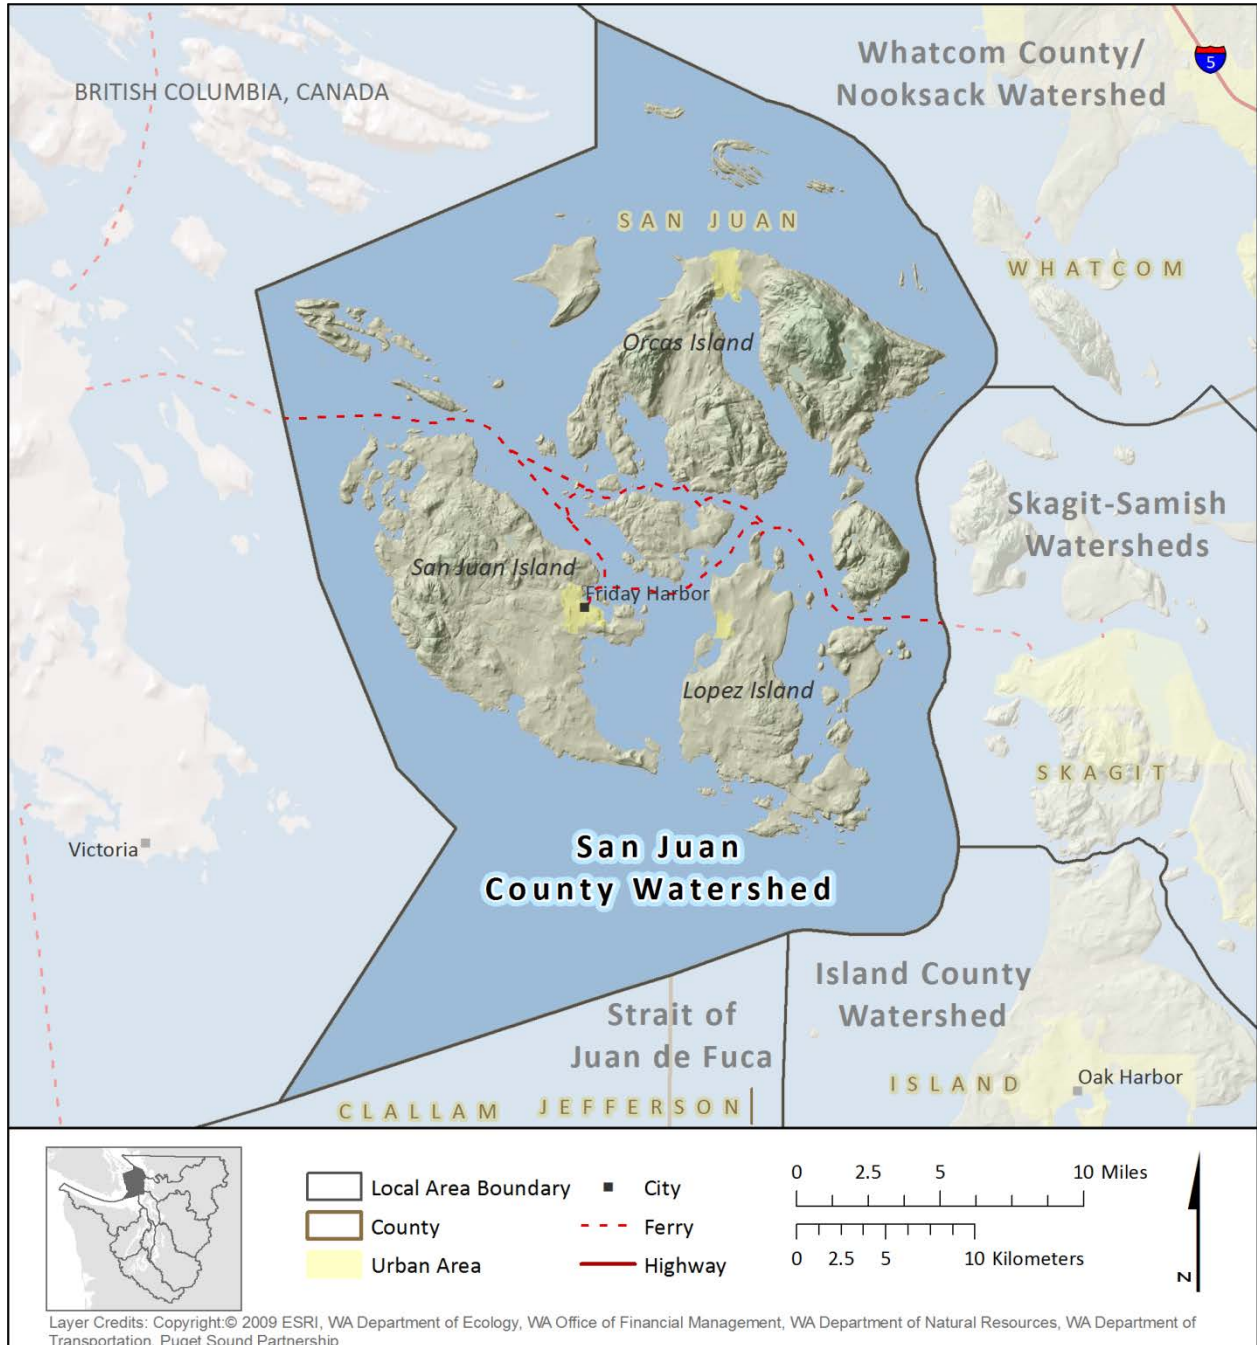 BRITISH COLUMBIA, CANADA
Whatcom County/
Nooksack Watershed
5
SAN JUAN
WHATCOM
Orcas Island
Skagit-Samish
Watersheds
San Juan Island
Friday Harbor
Lopez Island
SKAGIT
Victoria
San Juan
County Watershed
Island County
Watershed
Strait of
Juan de Fuca
ISLAND
Oak Harbor
CLALLAM
JEFFERSON
Local Area Boundary
County
Urban Area
City
Ferry
Highway
0 2.5 5 10 Miles
0 2.5 5 10 Kilometers
N
Layer Credits: Copyright:© 2009 ESRI, WA Department of Ecology, WA Office of Financial Management, WA Department of Natural Resources, WA Department of
Transportation, Puget Sound Partnership